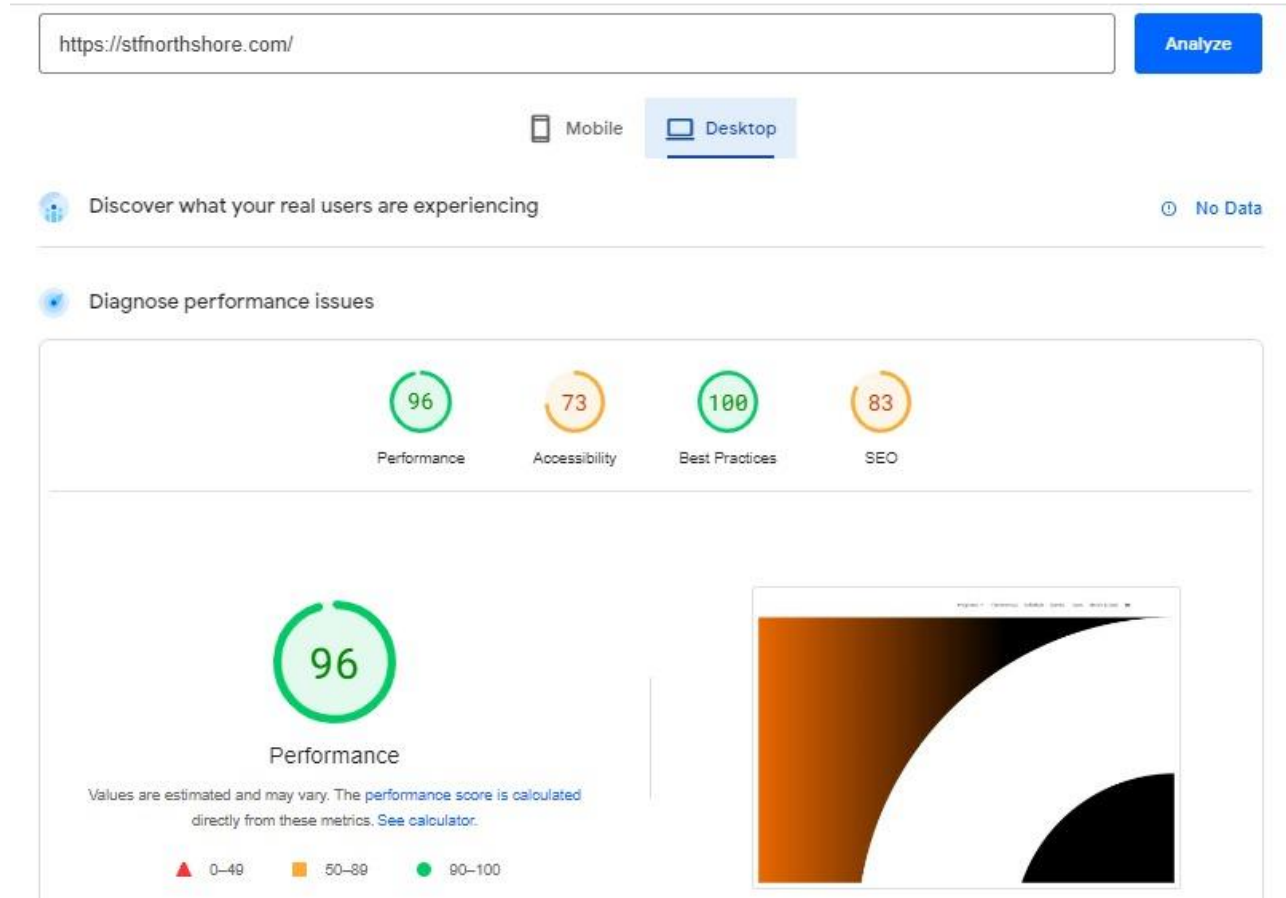 https://stfnorthshore.com/
Analyze
Mobile
Desktop
Discover what your real users are experiencing
No Data
Diagnose performance issues
96
73
100
83
Performance
Accessibility
Best Practices
SEO
96
Performance
Values are estimated and may vary. The performance score is calculated
directly from these metrics. See calculator.
0–49
50–89
90–100